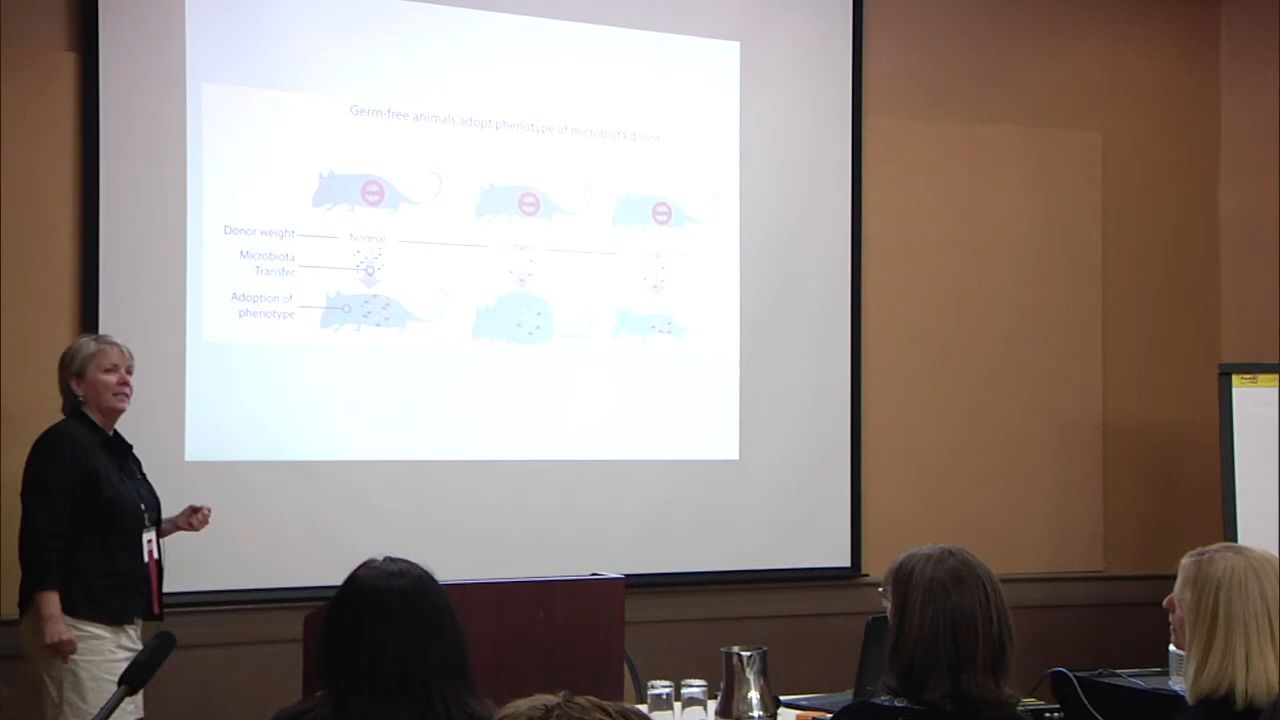 Germ-free animals adopt phenotype of microbiota donor
Donor weight
Normal
Microbiota
Transfer
Adoption of
phenotype